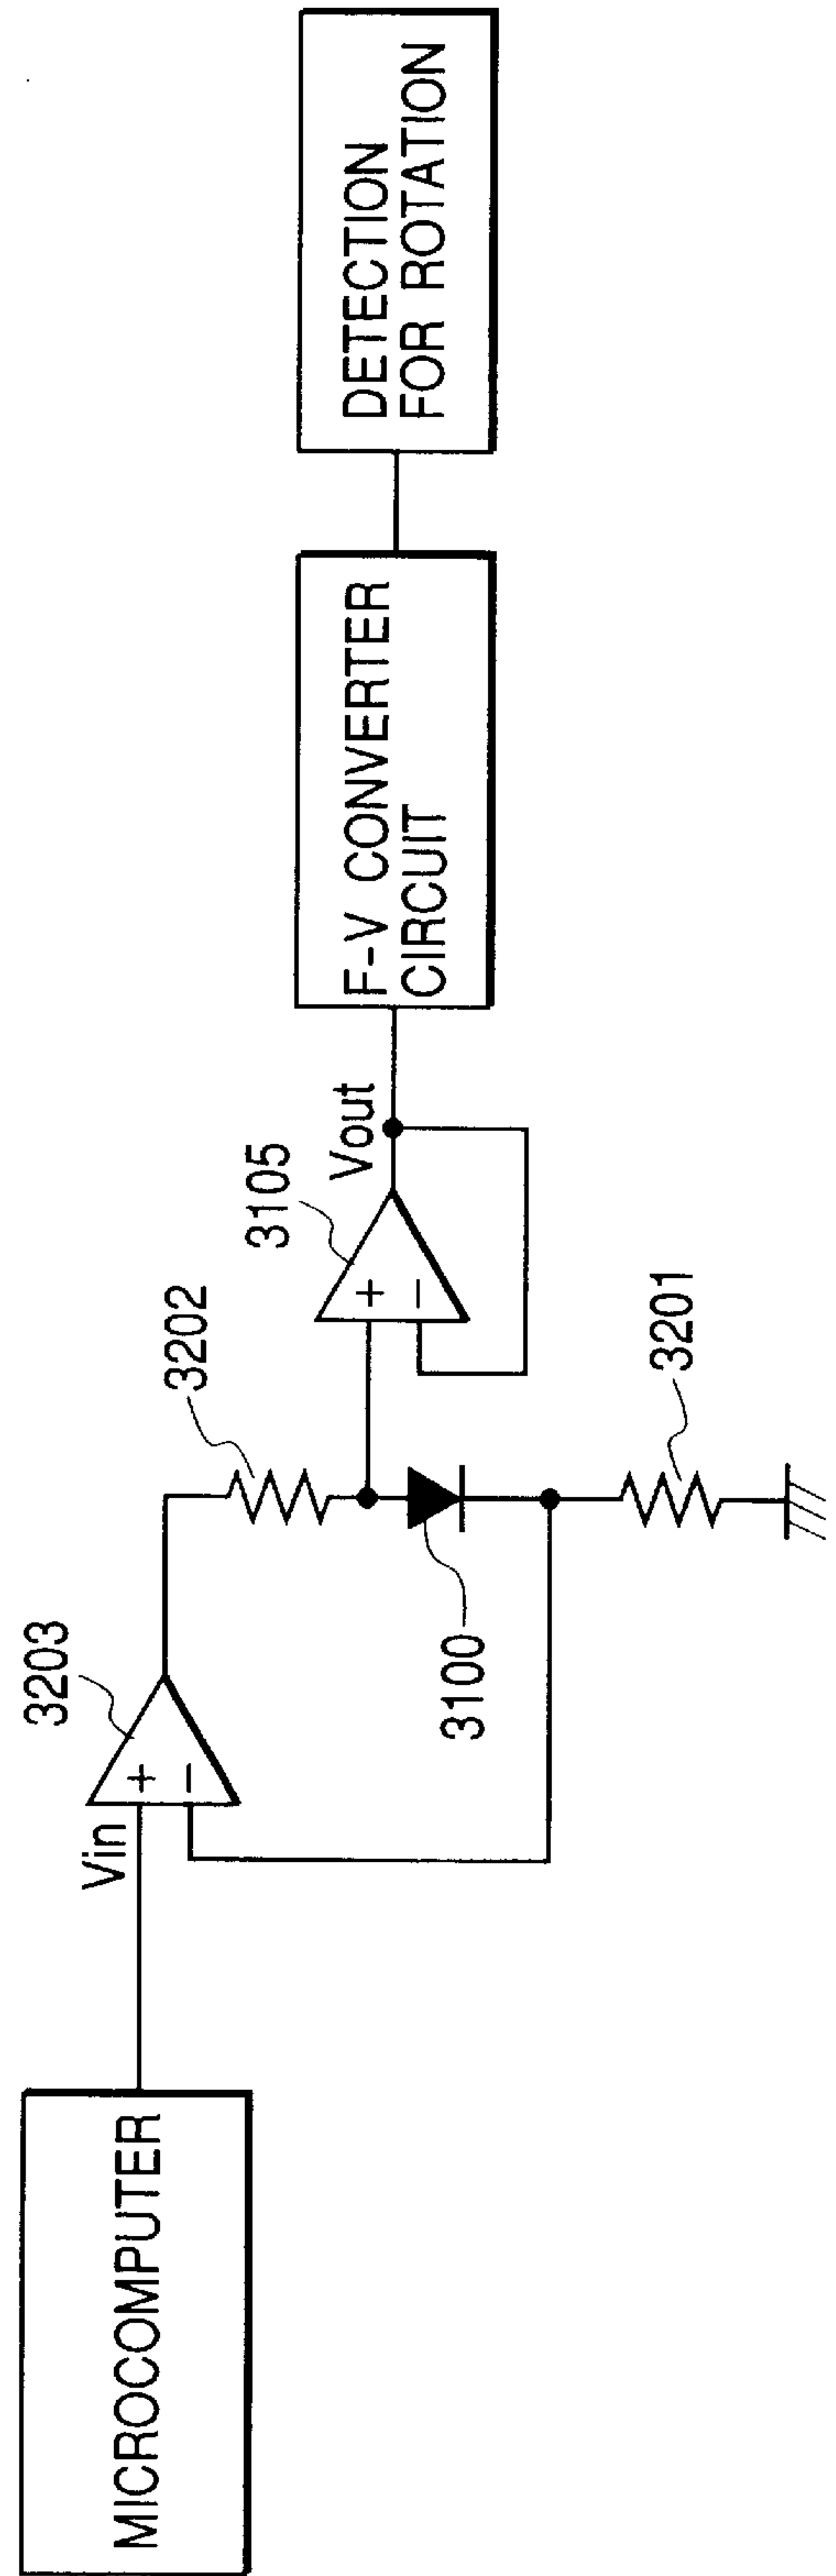 MICROCOMPUTER
Vin
+
−
3203
3202
3100
3201
+
−
3105
Vout
F-V CONVERTER
CIRCUIT
DETECTION
FOR ROTATION